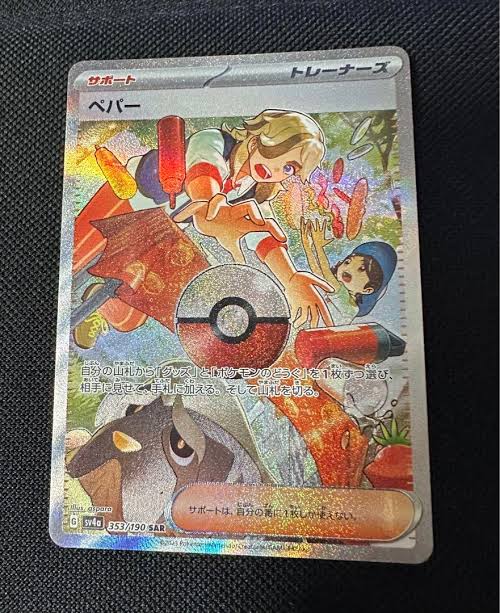 サポート
トレーナーズ
ペパー
自分の山札から「グッズ」と「ポケモンのどうぐ」を1枚ずつ選び、
相手に見せて、手札に加える。そして山札を切る。
Illus. aspara
サポートは、自分の番に1枚しか使えない。
G sv4a 353/190 SAR